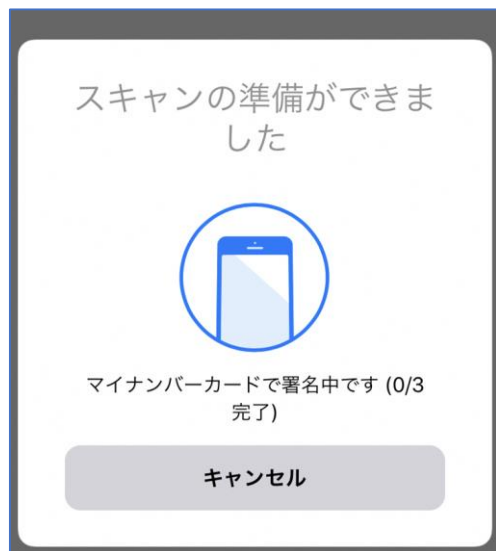 スキャンの準備ができま
した
マイナンバーカードで署名中です (0/3
完了)
キャンセル